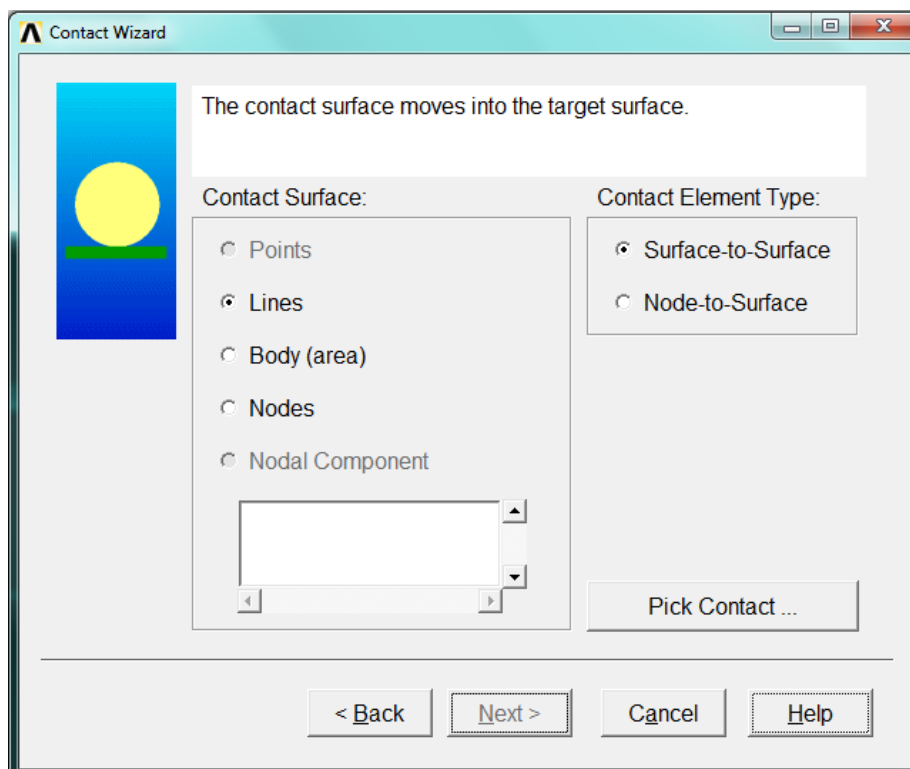 Contact Wizard
The contact surface moves into the target surface.
Contact Surface:
Points
Lines
Body (area)
Nodes
Nodal Component
Contact Element Type:
Surface-to-Surface
Node-to-Surface
Pick Contact ...
< Back
Next >
Cancel
Help